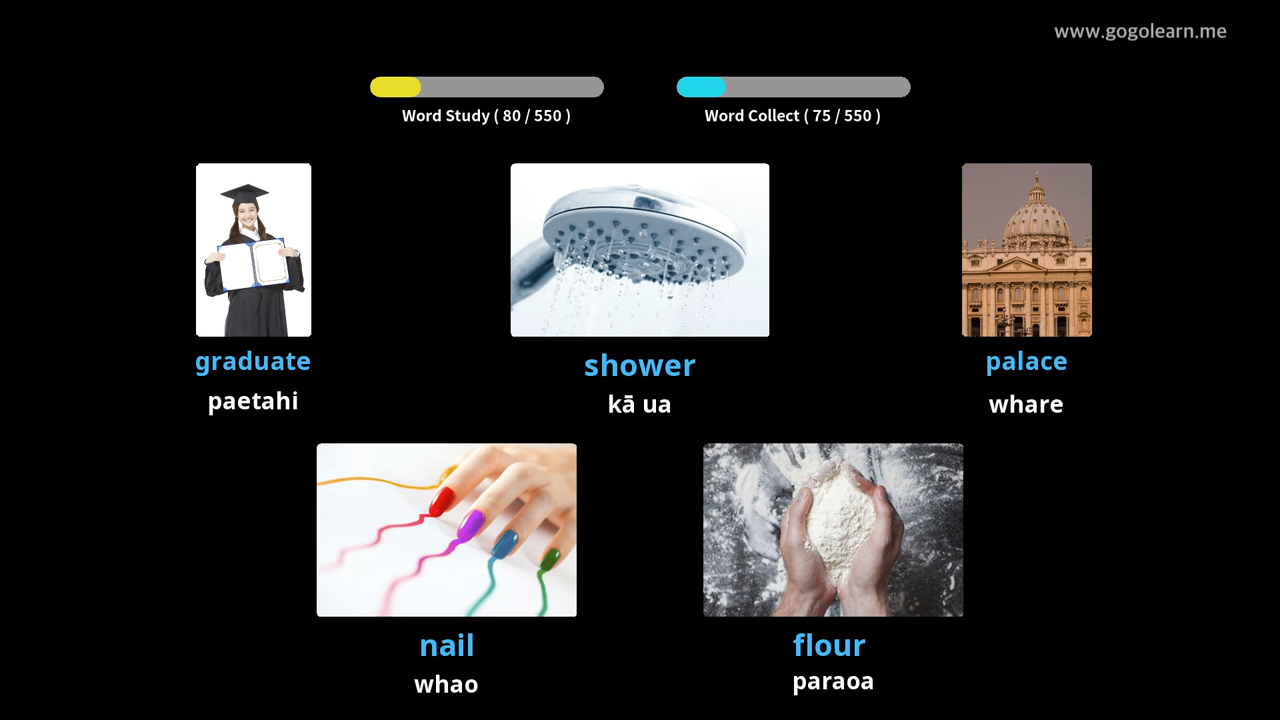 www.gogolearn.me
Word Study ( 80 / 550 )
Word Collect ( 75 / 550 )
graduate
paetahi
shower
kā ua
palace
whare
nail
whao
flour
paraoa